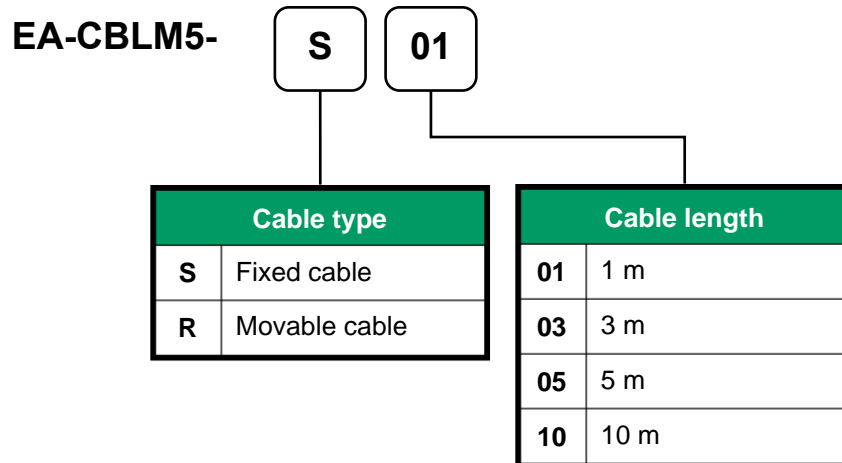 EA-CBLM5- S 01
Cable type
S Fixed cable
R Movable cable
Cable length
01 1 m
03 3 m
05 5 m
10 10 m